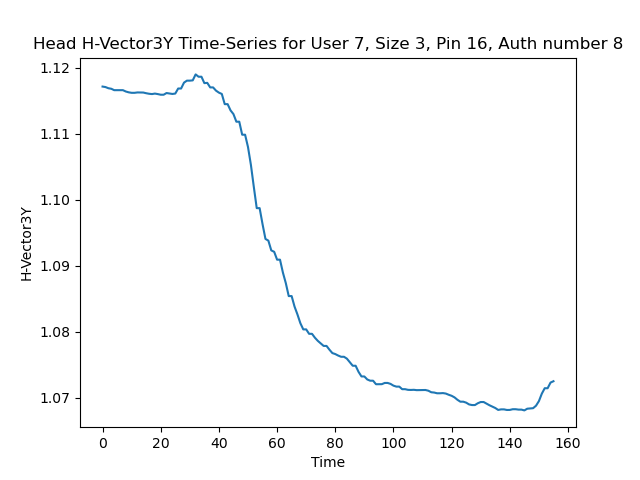 Head H-Vector3Y Time-Series for User 7, Size 3, Pin 16, Auth number 8
1.12
1.11
1.10
1.09
1.08
1.07
H-Vector3Y
0 20 40 60 80 100 120 140 160
Time